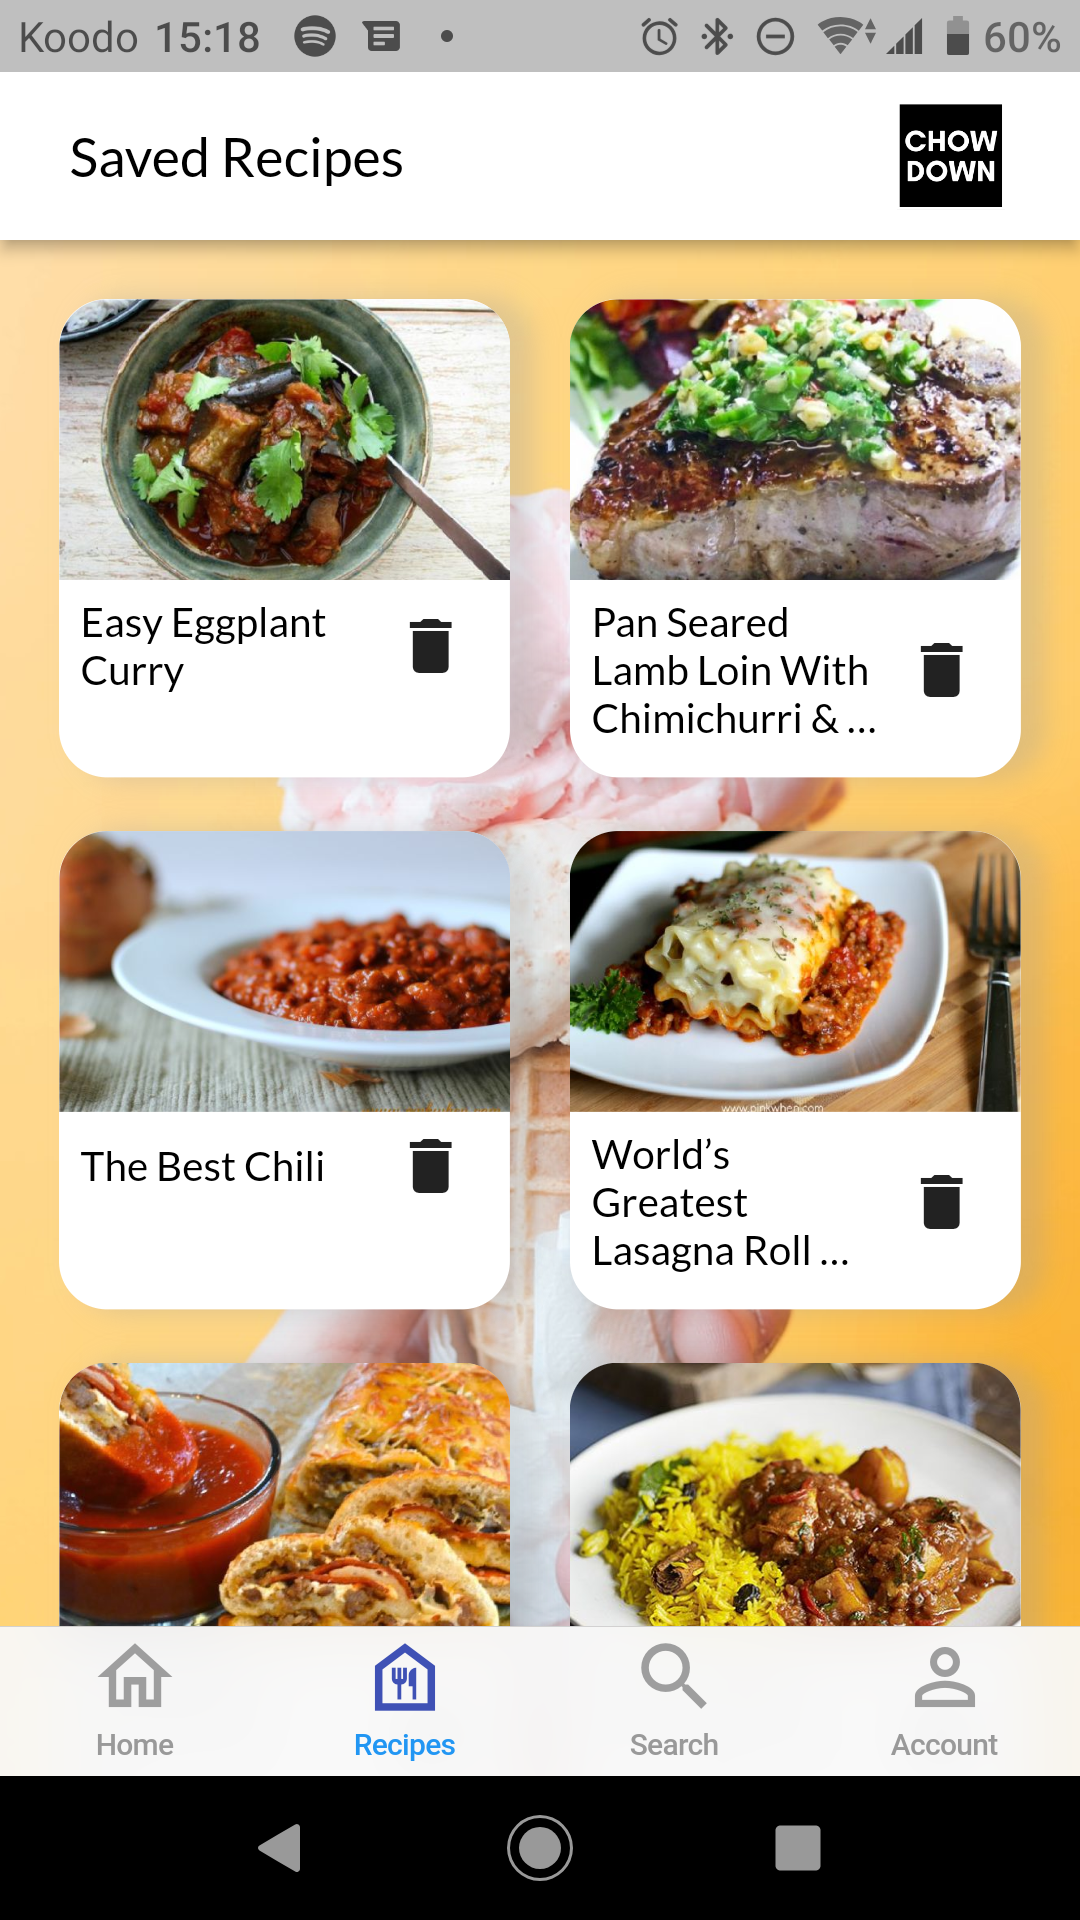 Koodo 15:18 60%
Saved Recipes
CHOW
DOWN
Easy Eggplant
Curry
Pan Seared
Lamb Loin With
Chimichurri & ...
The Best Chili
www.pinkwhen.com
World’s
Greatest
Lasagna Roll ...
Home Recipes Search Account